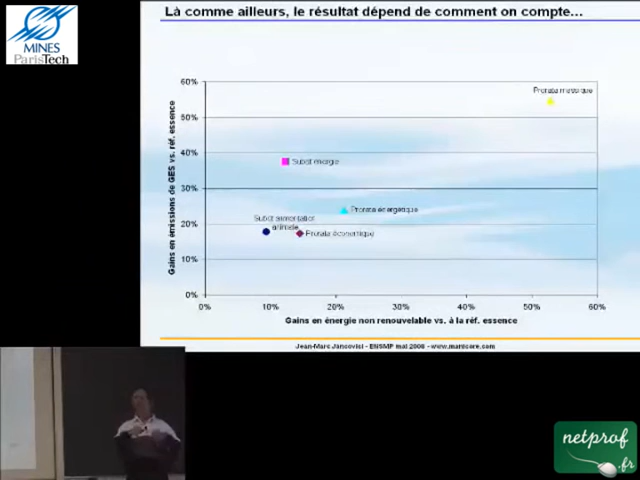 MINES
ParisTech
Là comme ailleurs, le résultat dépend de comment on compte...
Gains en émissions de GES vs. réf. essence
60%
50%
40%
30%
20%
10%
0%
Prorata massique
Subst énergie
Prorata énergétique
Subst alimentation
animale
Prorata économique
0%
10%
20%
30%
40%
50%
60%
Gains en énergie non renouvelable vs. à la réf. essence
Jean-Marc Jancovici - ENSMP mai 2008 - www.manicore.com
netprof
.fr